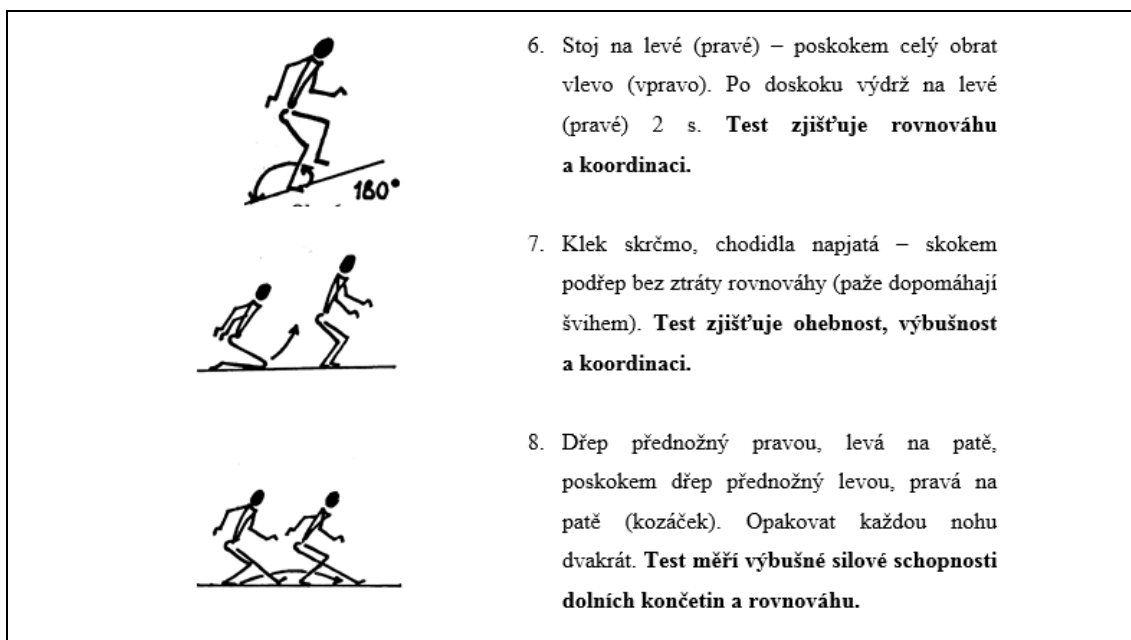 6. Stoj na levé (pravé) – poskokem celý obrat
vlevo (vpravo). Po doskoku výdrž na levé
(pravé) 2 s. Test zjišťuje rovnováhu
a koordinaci.
180°
7. Klek skrčmo, chodidla napjatá – skokem
podřep bez ztráty rovnováhy (paže dopomáhají
švihem). Test zjišťuje ohebnost, výbušnost
a koordinaci.
8. Dřep přednožný pravou, levá na patě,
poskokem dřep přednožný levou, pravá na
patě (kozáček). Opakovat každou nohu
dvakrát. Test měří výbušné silové schopnosti
dolních končetin a rovnováhu.